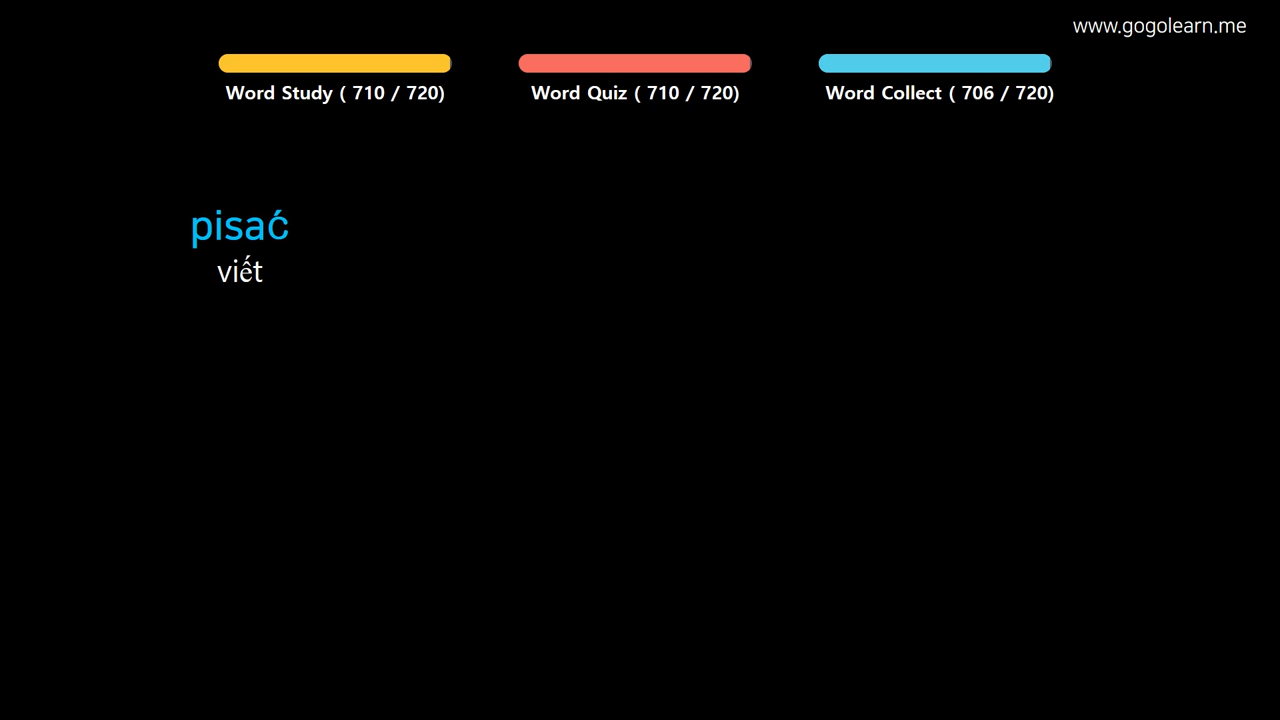 www.gogolearn.me
Word Study ( 710 / 720)
Word Quiz ( 710 / 720)
Word Collect ( 706 / 720)
pisać
viết